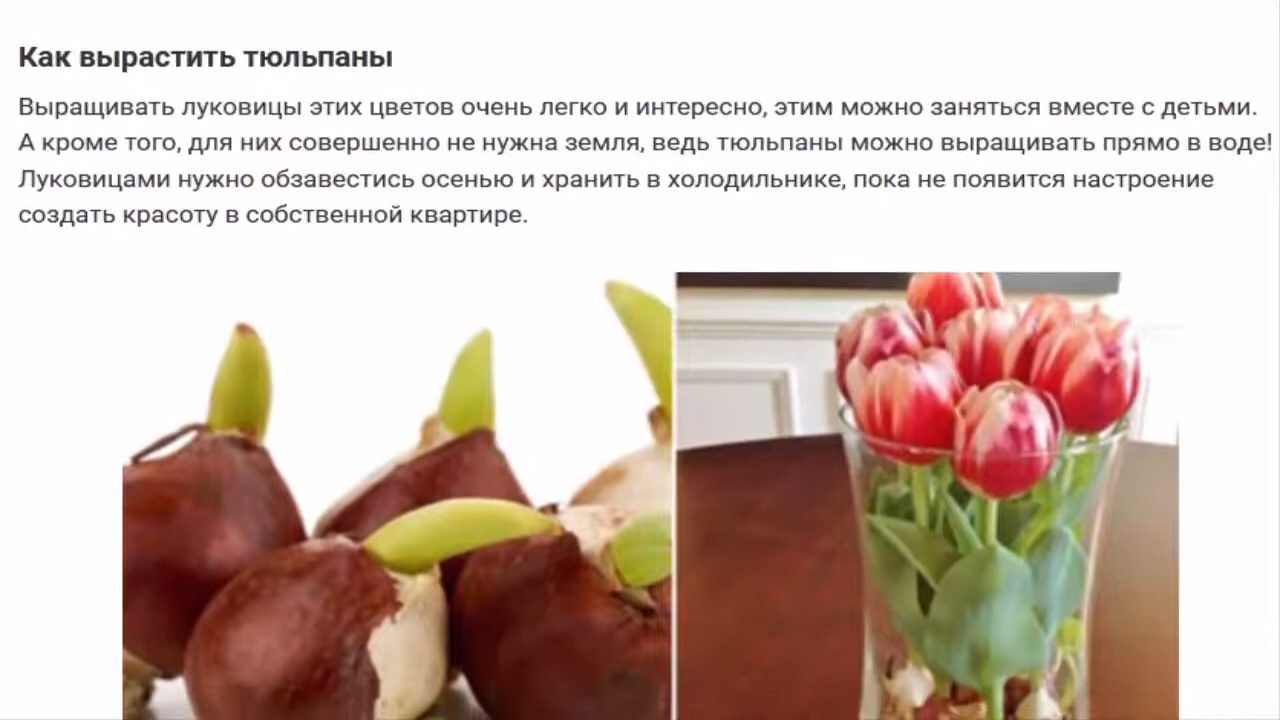 Как вырастить тюльпаны
Выращивать луковицы этих цветов очень легко и интересно, этим можно заняться вместе с детьми.
А кроме того, для них совершенно не нужна земля, ведь тюльпаны можно выращивать прямо в воде!
Луковицами нужно обзавестись осенью и хранить в холодильнике, пока не появится настроение
создать красоту в собственной квартире.